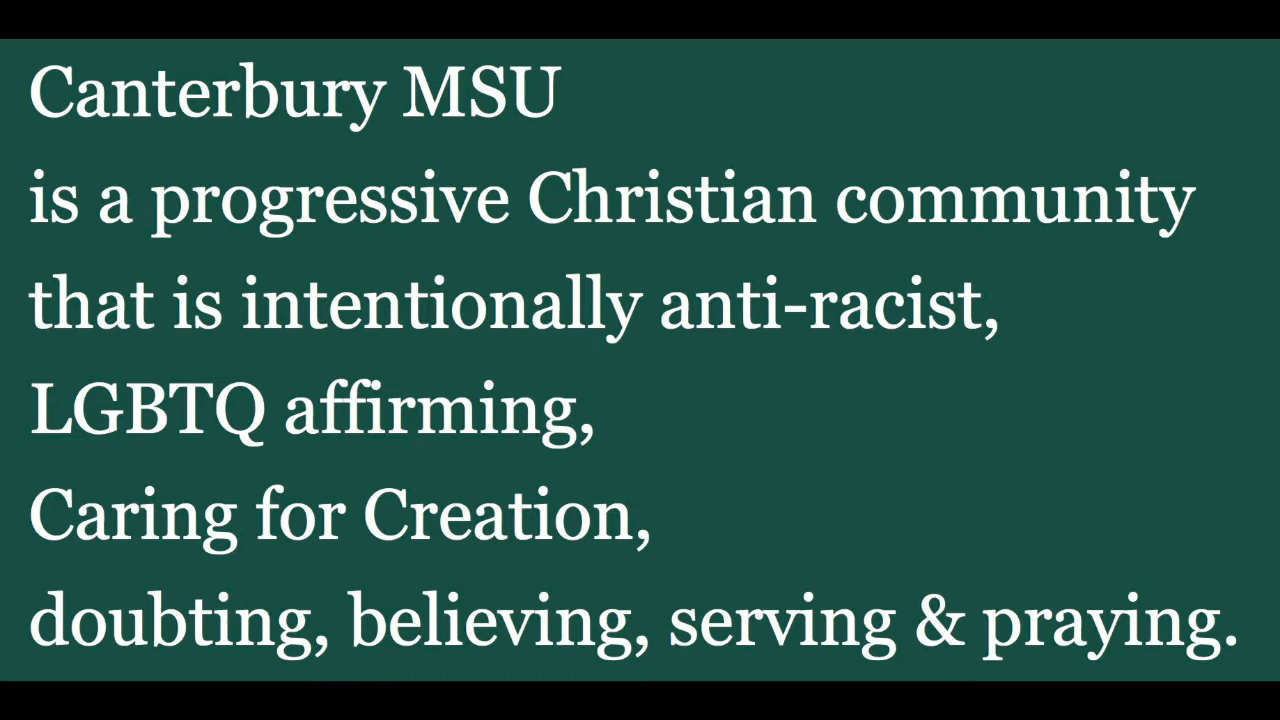 Canterbury MSU
is a progressive Christian community
that is intentionally anti-racist,
LGBTQ affirming,
Caring for Creation,
doubting, believing, serving & praying.